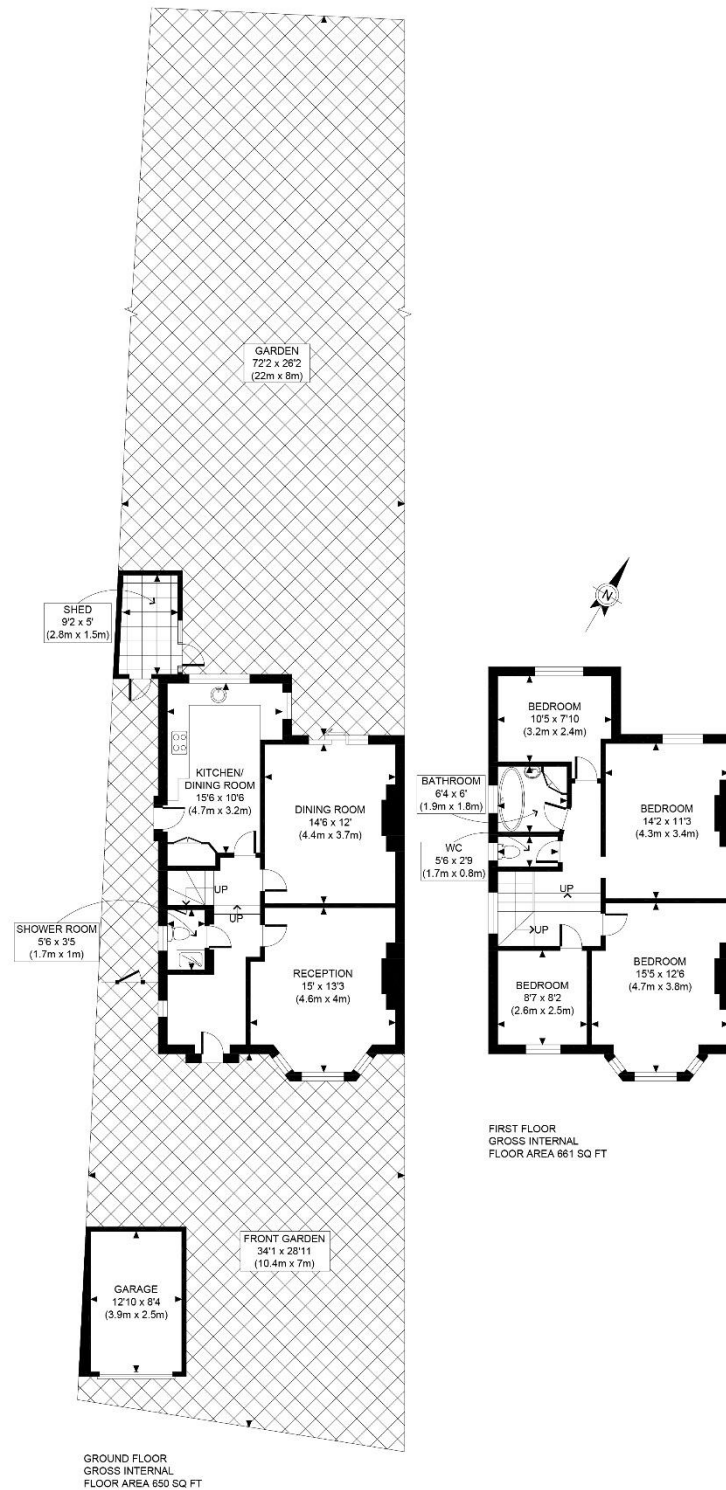 GARDEN
72'2 x 26'2
(22m x 8m)
SHED
9'2 x 5'
(2.8m x 1.5m)
KITCHEN/
DINING ROOM
15'6 x 10'6
(4.7m x 3.2m)
DINING ROOM
14'6 x 12'
(4.4m x 3.7m)
UP
UP
SHOWER ROOM
5'6 x 3'5
(1.7m x 1m)
RECEPTION
15' x 13'3
(4.6m x 4m)
FRONT GARDEN
34'1 x 28'11
(10.4m x 7m)
GARAGE
12'10 x 8'4
(3.9m x 2.5m)
GROUND FLOOR
GROSS INTERNAL
FLOOR AREA 650 SQ FT
N
BEDROOM
10'5 x 7'10
(3.2m x 2.4m)
BATHROOM
6'4 x 6'
(1.9m x 1.8m)
BEDROOM
14'2 x 11'3
(4.3m x 3.4m)
WC
5'6 x 2'9
(1.7m x 0.8m)
UP
UP
BEDROOM
8'7 x 8'2
(2.6m x 2.5m)
BEDROOM
15'5 x 12'6
(4.7m x 3.8m)
FIRST FLOOR
GROSS INTERNAL
FLOOR AREA 661 SQ FT